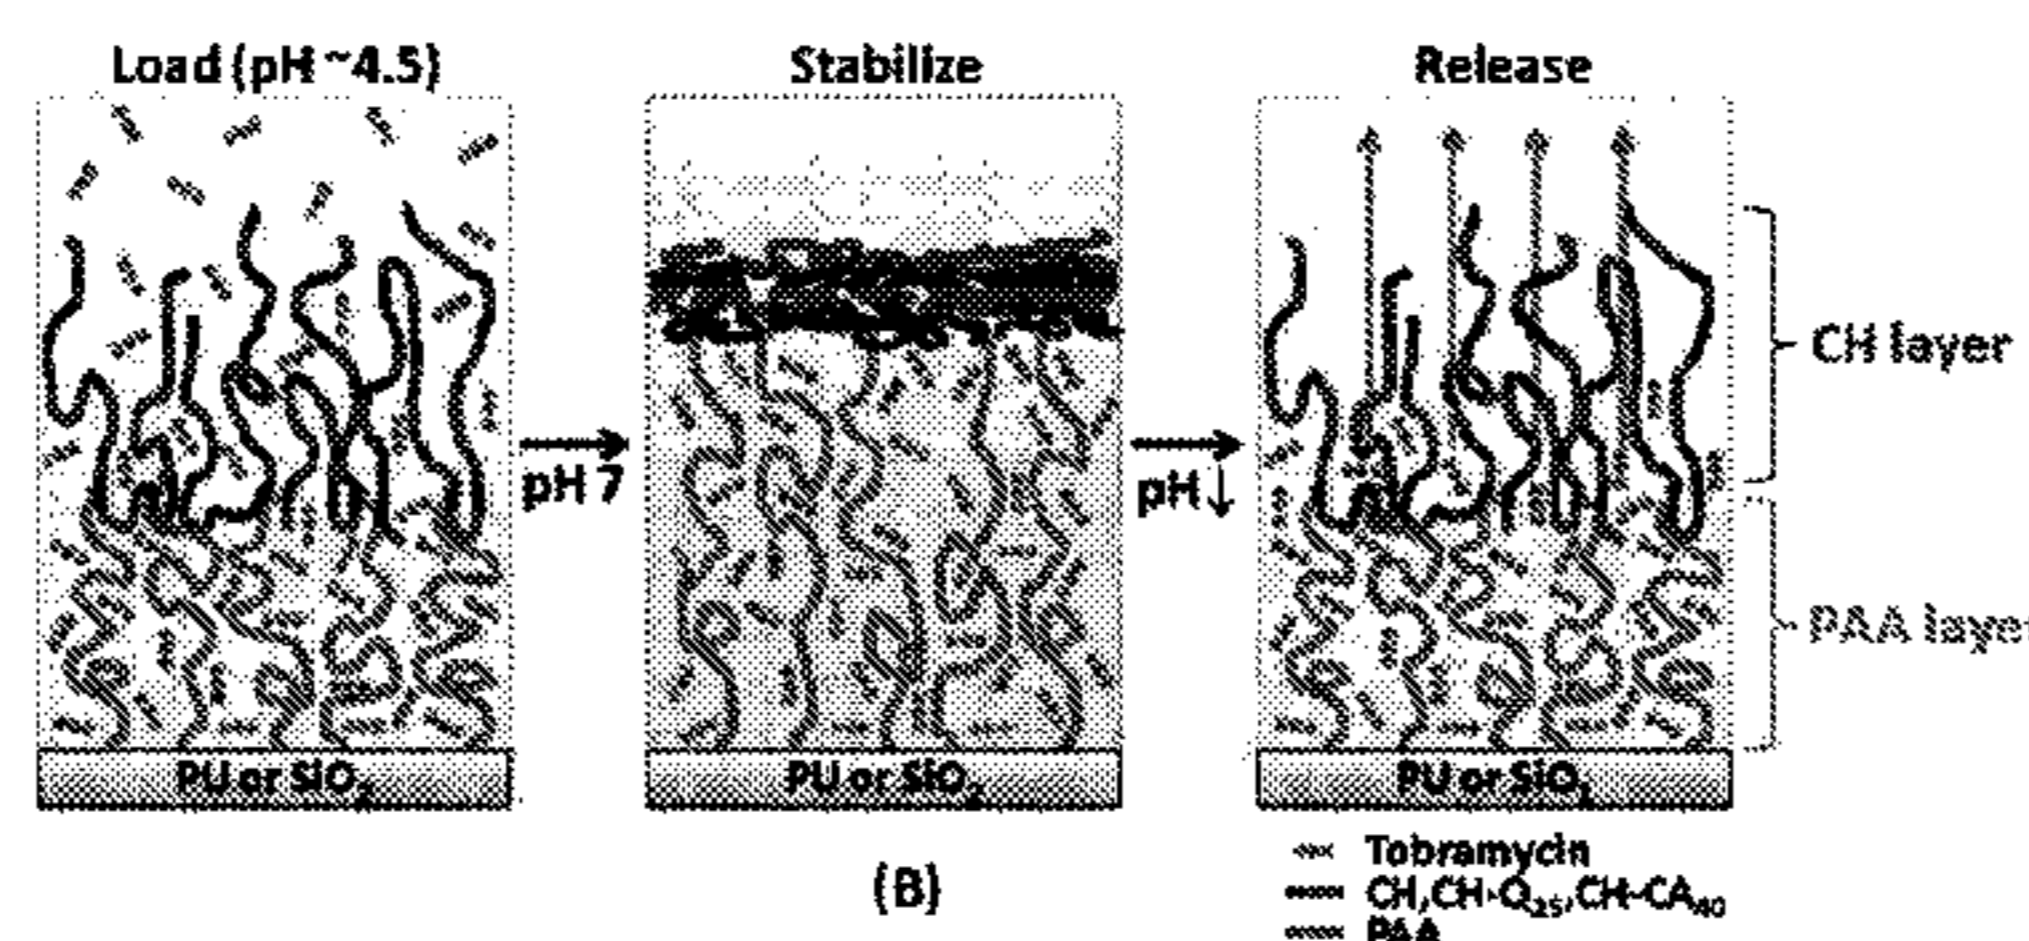 Load (pH ~4.5)
Stabilize
Release
pH 7
pH↓
CH layer
PAA layer
PU or SiO₂
PU or SiO₂
PU or SiO₂
(B)
Tobramycin
CH,CH-Q₂₅,CH-CA₄₀
PAA